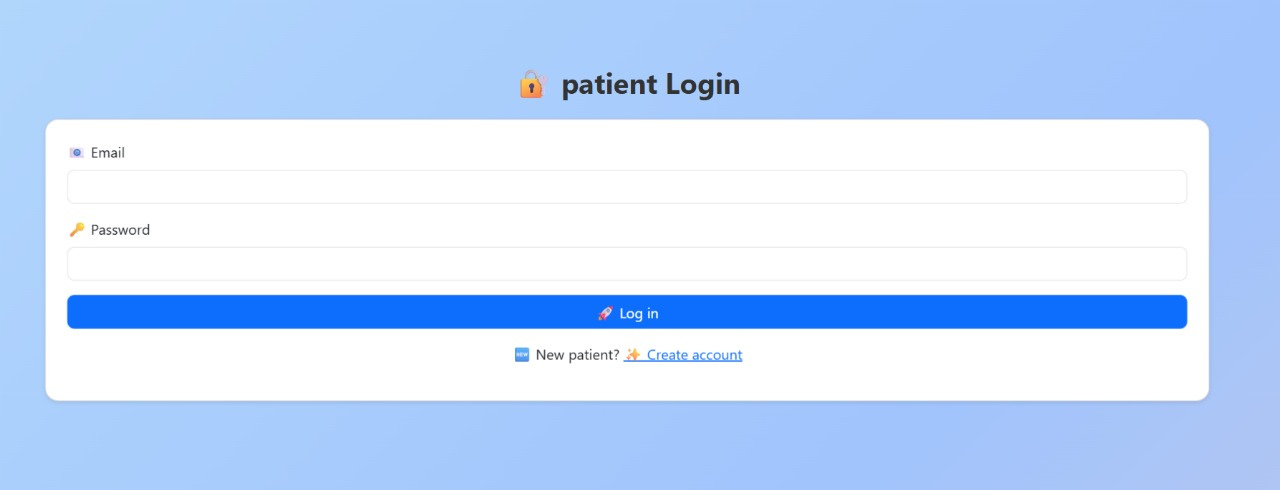 patient Login
Email
Password
Log in
New patient? Create account